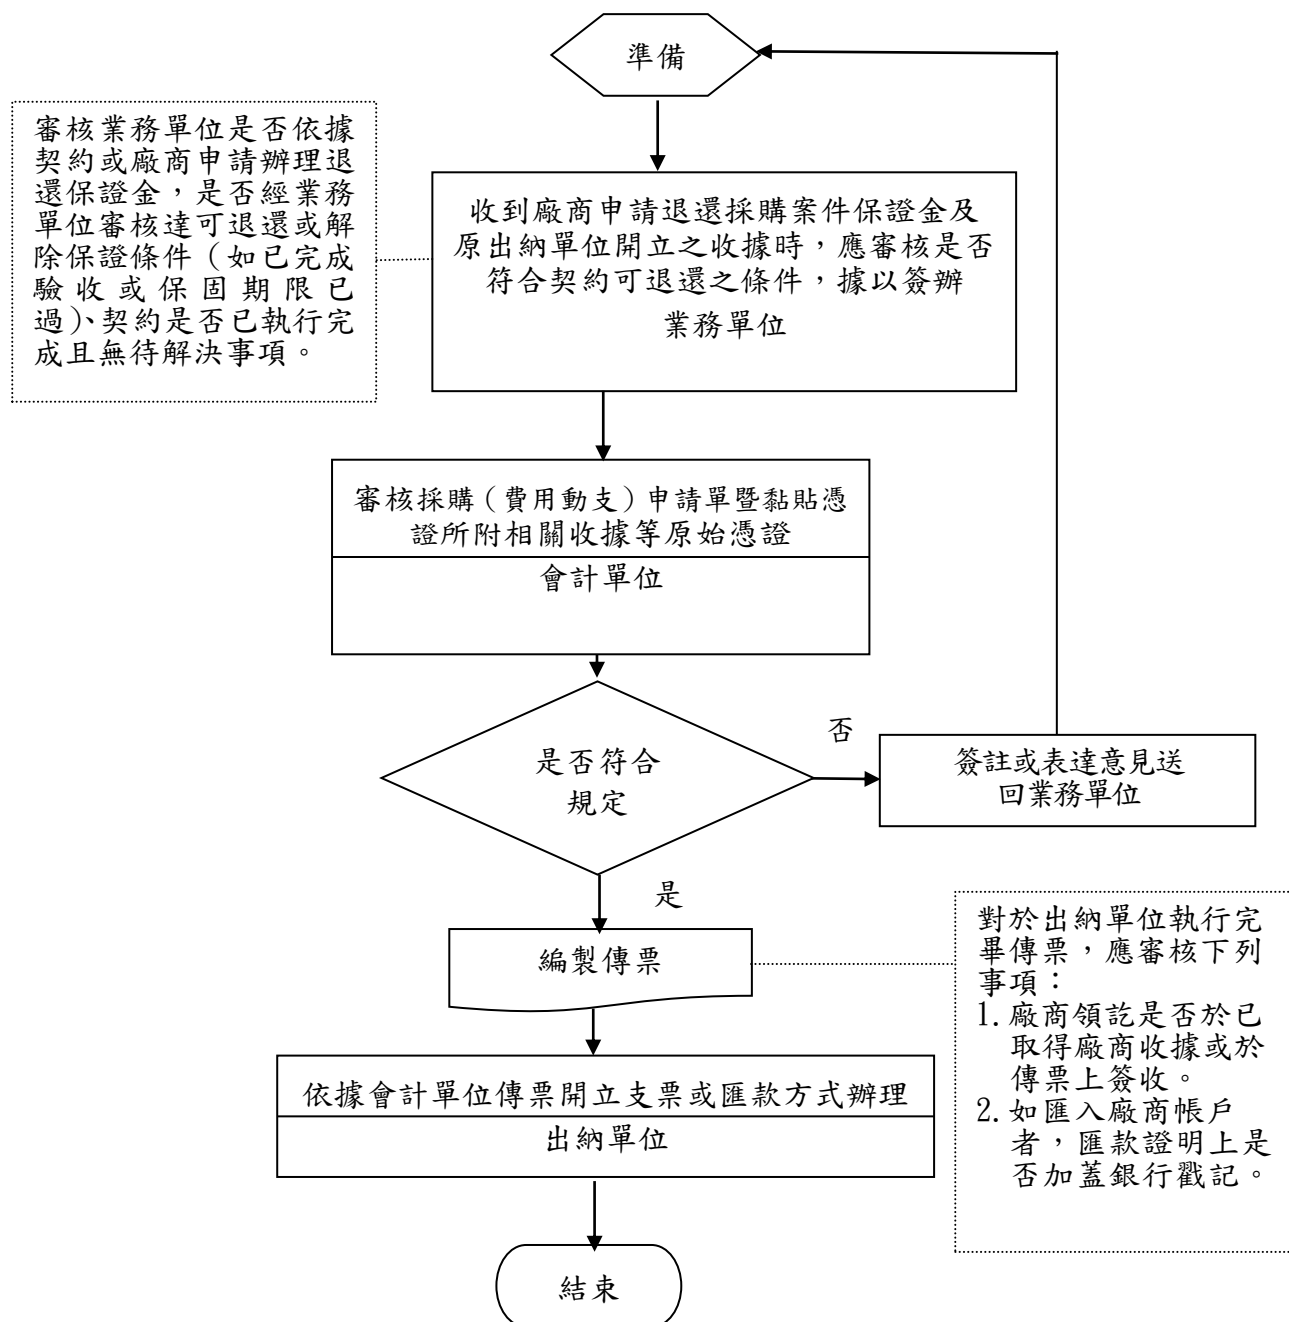 準備
審核業務單位是否依據
契約或廠商申請辦理退
還保證金，是否經業務
單位審核達可退還或解
除保證條件（如已完成
驗收或保固期限已
過）、契約是否已執行完
成且無待解決事項。
收到廠商申請退還採購案件保證金及
原出納單位開立之收據時，應審核是否
符合契約可退還之條件，據以簽辦
業務單位
審核採購（費用動支）申請單暨黏貼憑
證所附相關收據等原始憑證
會計單位
是否符合
規定
否
簽註或表達意見送
回業務單位
是
編製傳票
對於出納單位執行完
畢傳票，應審核下列
事項：
1. 廠商領訖是否於已
取得廠商收據或於
傳票上簽收。
2. 如匯入廠商帳戶
者，匯款證明上是
否加蓋銀行戳記。
依據會計單位傳票開立支票或匯款方式辦理
出納單位
結束